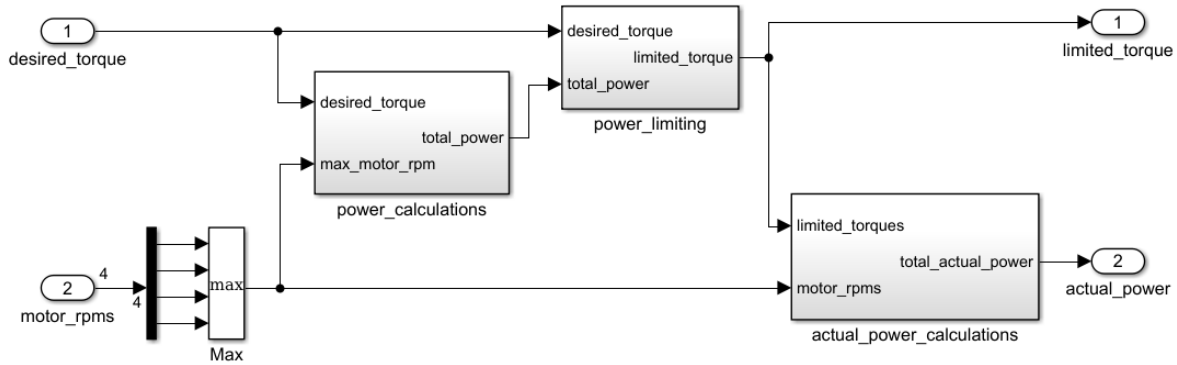 1
desired_torque
desired_torque
limited_torque
total_power
power_limiting
1
limited_torque
desired_torque
total_power
max_motor_rpm
power_calculations
2
motor_rpms
4
4
max
Max
limited_torques
total_actual_power
motor_rpms
actual_power_calculations
2
actual_power